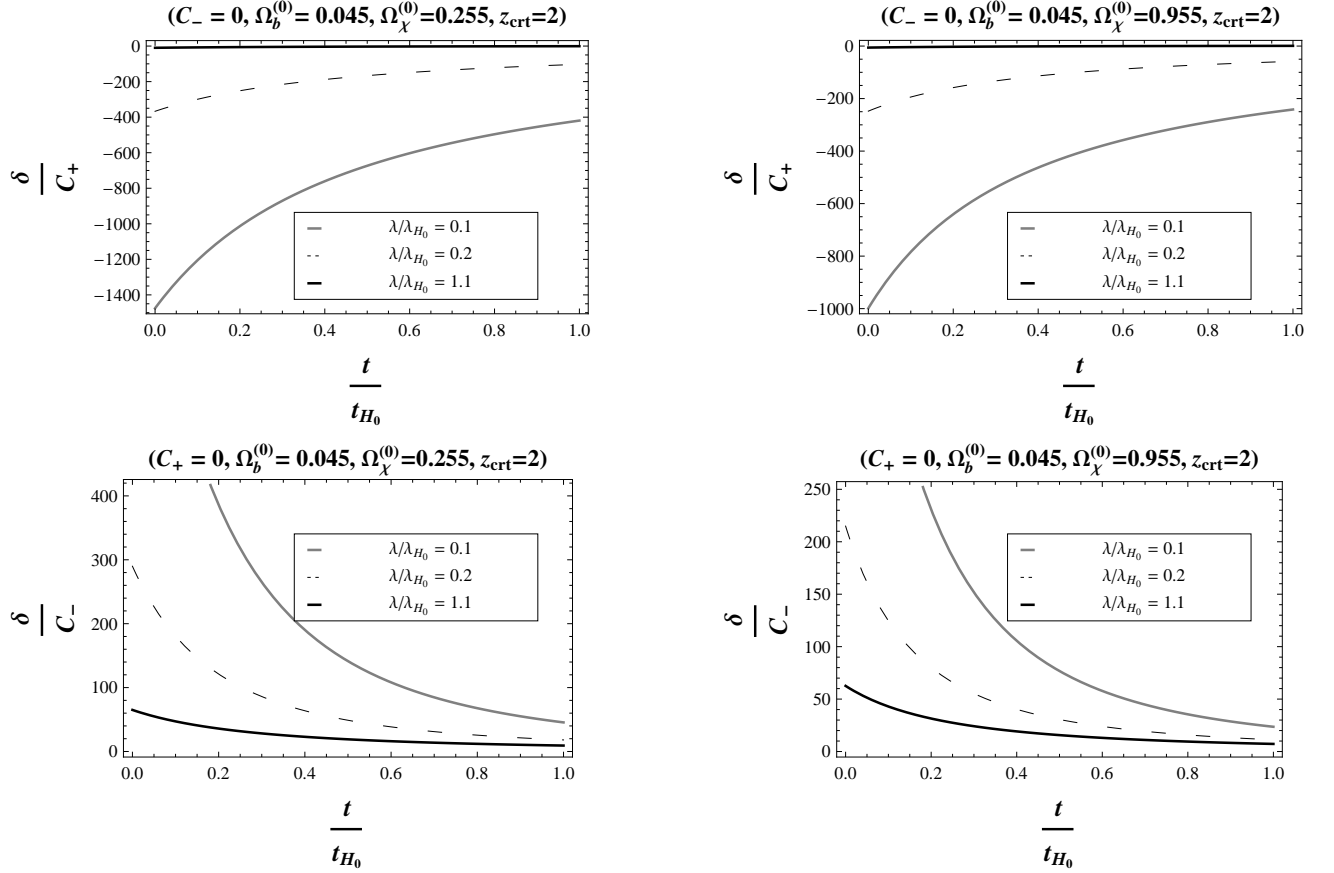 (C₋ = 0, Ω_b^(0)= 0.045, Ω_χ^(0)=0.255, z_crt=2)
0
−200
−400
−600
−800
−1000
−1200
−1400
δ
C₊
λ/λ_H₀ = 0.1
λ/λ_H₀ = 0.2
λ/λ_H₀ = 1.1
0.0 0.2 0.4 0.6 0.8 1.0
t
t_H₀
(C₋ = 0, Ω_b^(0)= 0.045, Ω_χ^(0)=0.955, z_crt=2)
0
−200
−400
−600
−800
−1000
δ
C₊
λ/λ_H₀ = 0.1
λ/λ_H₀ = 0.2
λ/λ_H₀ = 1.1
0.0 0.2 0.4 0.6 0.8 1.0
t
t_H₀
(C₊ = 0, Ω_b^(0)= 0.045, Ω_χ^(0)=0.255, z_crt=2)
400
300
200
100
0
δ
C₋
λ/λ_H₀ = 0.1
λ/λ_H₀ = 0.2
λ/λ_H₀ = 1.1
0.0 0.2 0.4 0.6 0.8 1.0
t
t_H₀
(C₊ = 0, Ω_b^(0)= 0.045, Ω_χ^(0)=0.955, z_crt=2)
250
200
150
100
50
0
δ
C₋
λ/λ_H₀ = 0.1
λ/λ_H₀ = 0.2
λ/λ_H₀ = 1.1
0.0 0.2 0.4 0.6 0.8 1.0
t
t_H₀